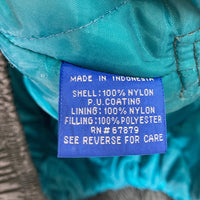 MADE IN INDONESIA
SHELL: 100% NYLON
P.U. COATING
LINING: 100% NYLON
FILLING: 100% POLYESTER
RN# 67879
SEE REVERSE FOR CARE